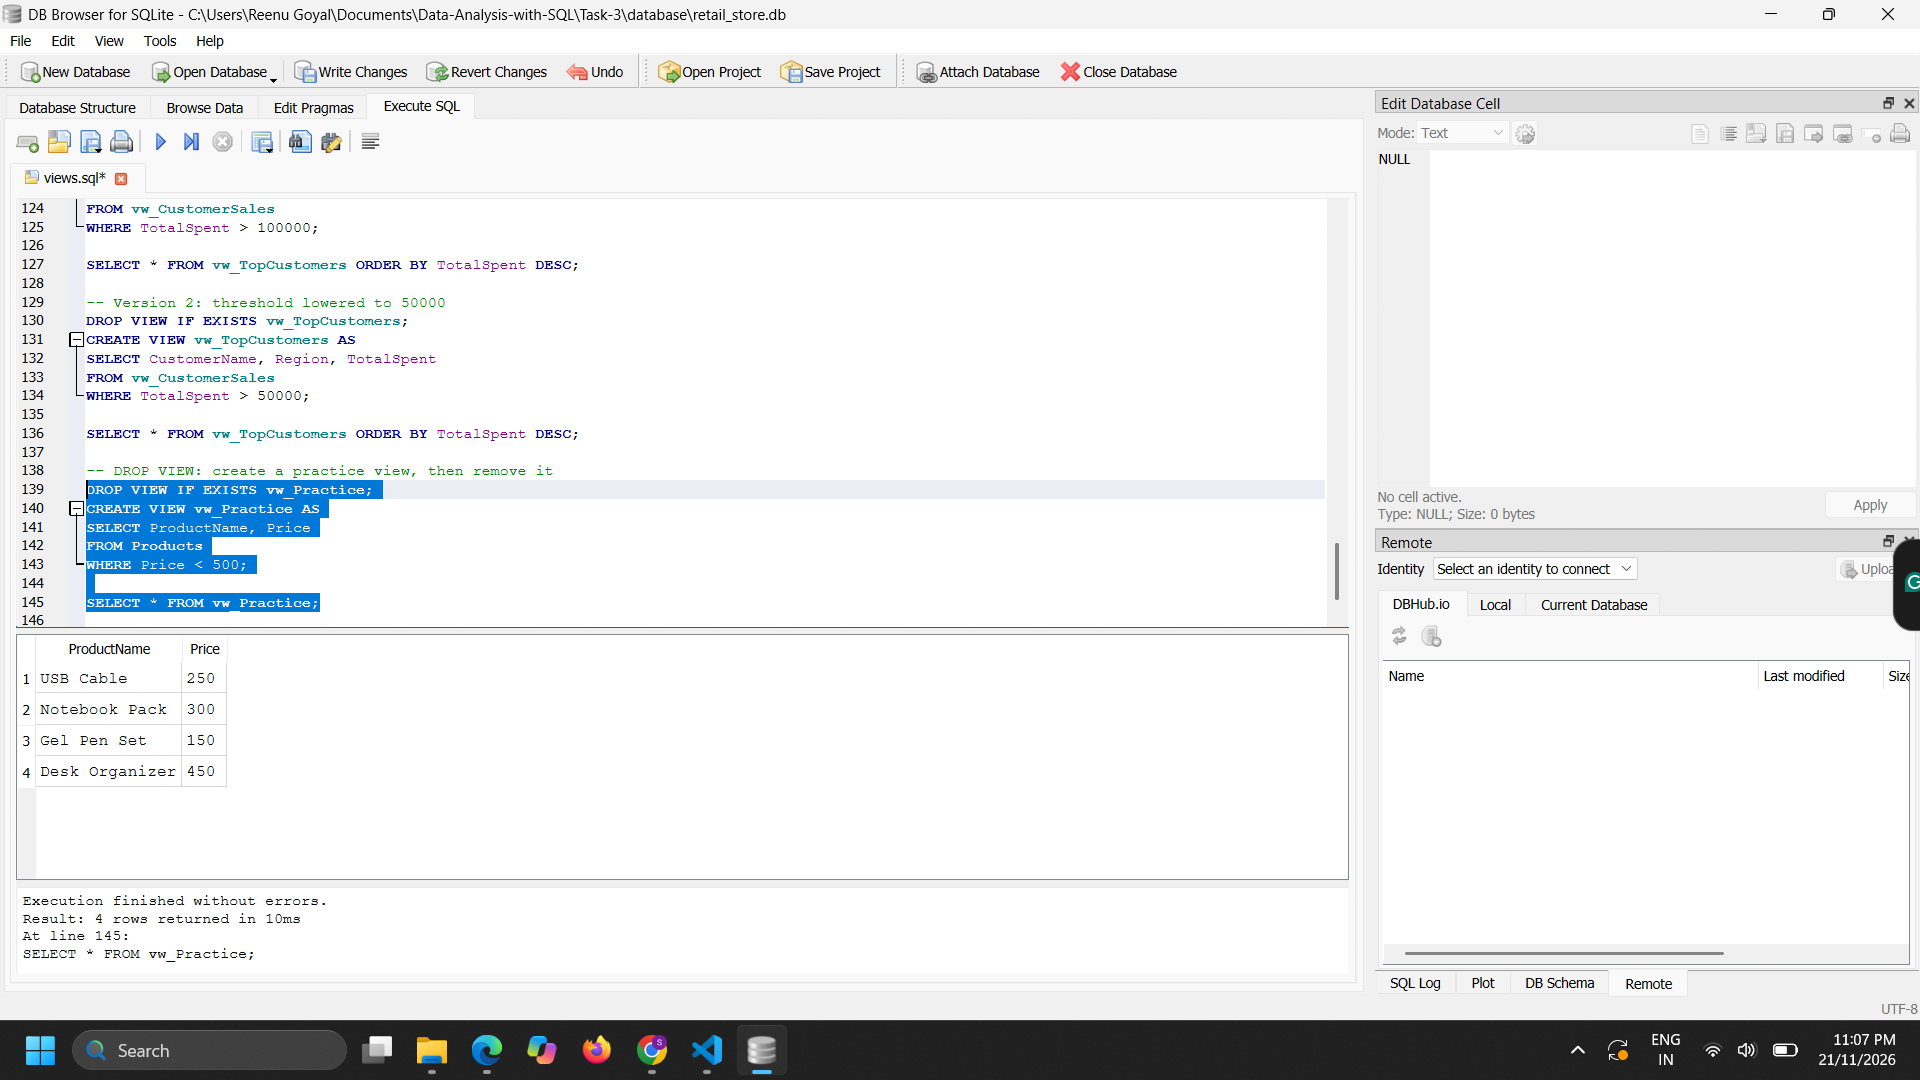 DB Browser for SQLite - C:\Users\Reenu Goyal\Documents\Data-Analysis-with-SQL\Task-3\database\retail_store.db
File Edit View Tools Help
New Database Open Database Write Changes Revert Changes Undo Open Project Save Project Attach Database Close Database
Database Structure Browse Data Edit Pragmas Execute SQL
views.sql*
124 FROM vw_CustomerSales
125 WHERE TotalSpent > 100000;
126
127 SELECT * FROM vw_TopCustomers ORDER BY TotalSpent DESC;
128
129 -- Version 2: threshold lowered to 50000
130 DROP VIEW IF EXISTS vw_TopCustomers;
131 CREATE VIEW vw_TopCustomers AS
132 SELECT CustomerName, Region, TotalSpent
133 FROM vw_CustomerSales
134 WHERE TotalSpent > 50000;
135
136 SELECT * FROM vw_TopCustomers ORDER BY TotalSpent DESC;
137
138 -- DROP VIEW: create a practice view, then remove it
139 DROP VIEW IF EXISTS vw_Practice;
140 CREATE VIEW vw_Practice AS
141 SELECT ProductName, Price
142 FROM Products
143 WHERE Price < 500;
144
145 SELECT * FROM vw_Practice;
146
ProductName Price
1 USB Cable 250
2 Notebook Pack 300
3 Gel Pen Set 150
4 Desk Organizer 450
Execution finished without errors.
Result: 4 rows returned in 10ms
At line 145:
SELECT * FROM vw_Practice;
Edit Database Cell
Mode: Text
NULL
No cell active.
Type: NULL; Size: 0 bytes
Apply
Remote
Identity Select an identity to connect Uploa
DBHub.io Local Current Database
Name Last modified Size
SQL Log Plot DB Schema Remote
UTF-8
Search
ENG
IN
11:07 PM
21/11/2026